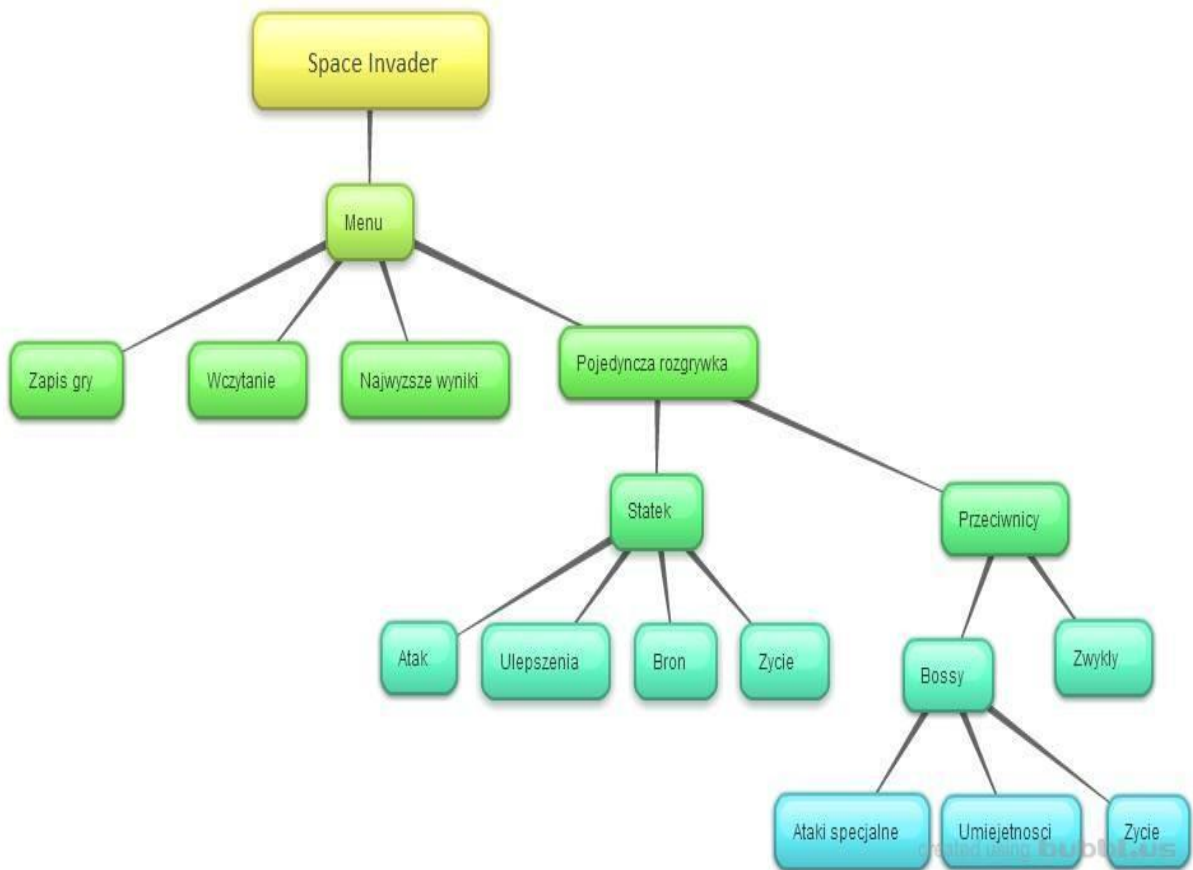 Space Invader
Menu
Zapis gry
Wczytanie
Najwyzsze wyniki
Pojedyncza rozgrywka
Statek
Przeciwnicy
Atak
Ulepszenia
Bron
Zycie
Bossy
Zwykly
Ataki specjalne
Umiejetnosci
Zycie
created using bubbl.us